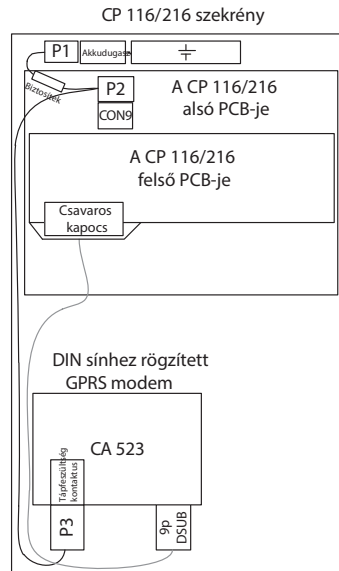 CP 116/216 szekrény
P1
Akkudugasz
Biztosíték
P2
CON9
A CP 116/216
alsó PCB-je
A CP 116/216
felső PCB-je
Csavaros
kapocs
DIN sínhez rögzített
GPRS modem
CA 523
Tápfeszültség
kontaktus
P3
9p
DSUB